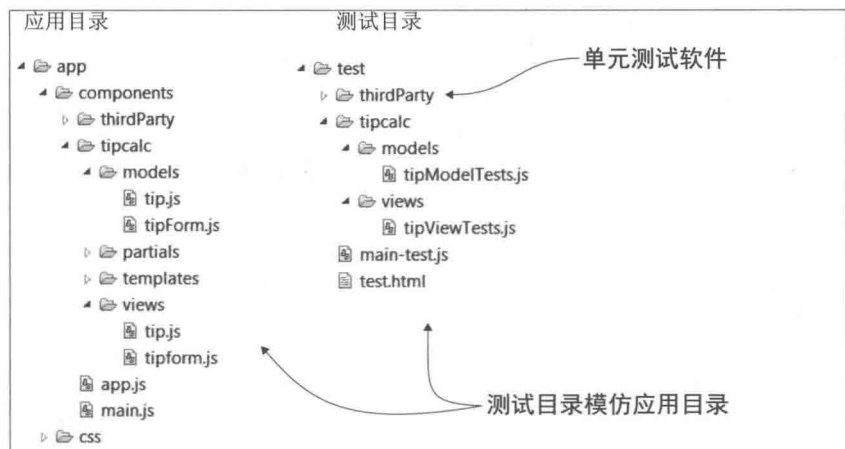 应用目录
app
components
thirdParty
tipcalc
models
tip.js
tipForm.js
partials
templates
views
tip.js
tipform.js
app.js
main.js
css
测试目录
test
thirdParty
tipcalc
models
tipModelTests.js
views
tipViewTests.js
main-test.js
test.html
单元测试软件
测试目录模仿应用目录